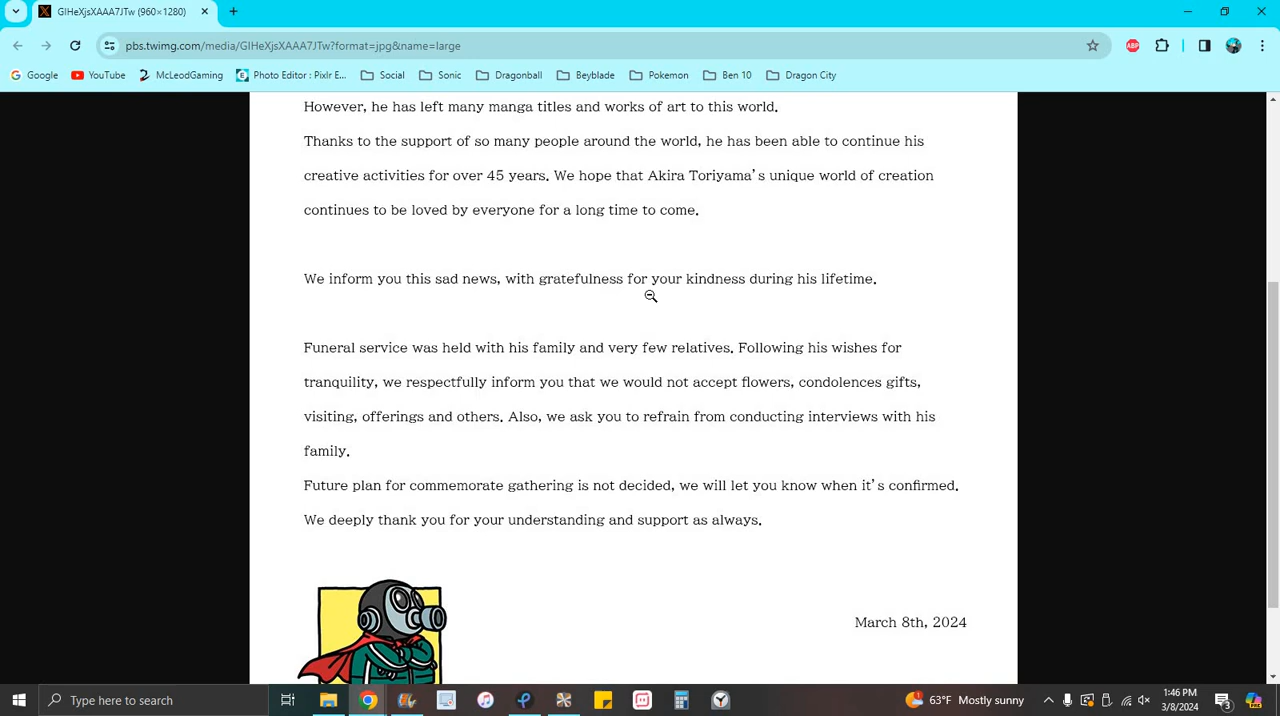 GIHeXjsXAAA7JTw (960×1280)
pbs.twimg.com/media/GIHeXjsXAAA7JTw?format=jpg&name=large
ABP
Google YouTube McLeodGaming Photo Editor : Pixlr E... Social Sonic Dragonball Beyblade Pokemon Ben 10 Dragon City
However, he has left many manga titles and works of art to this world.
Thanks to the support of so many people around the world, he has been able to continue his
creative activities for over 45 years. We hope that Akira Toriyama's unique world of creation
continues to be loved by everyone for a long time to come.
We inform you this sad news, with gratefulness for your kindness during his lifetime.
Funeral service was held with his family and very few relatives. Following his wishes for
tranquility, we respectfully inform you that we would not accept flowers, condolences gifts,
visiting, offerings and others. Also, we ask you to refrain from conducting interviews with his
family.
Future plan for commemorate gathering is not decided, we will let you know when it's confirmed.
We deeply thank you for your understanding and support as always.
March 8th, 2024
Type here to search
63°F Mostly sunny
1:46 PM
3/8/2024
3